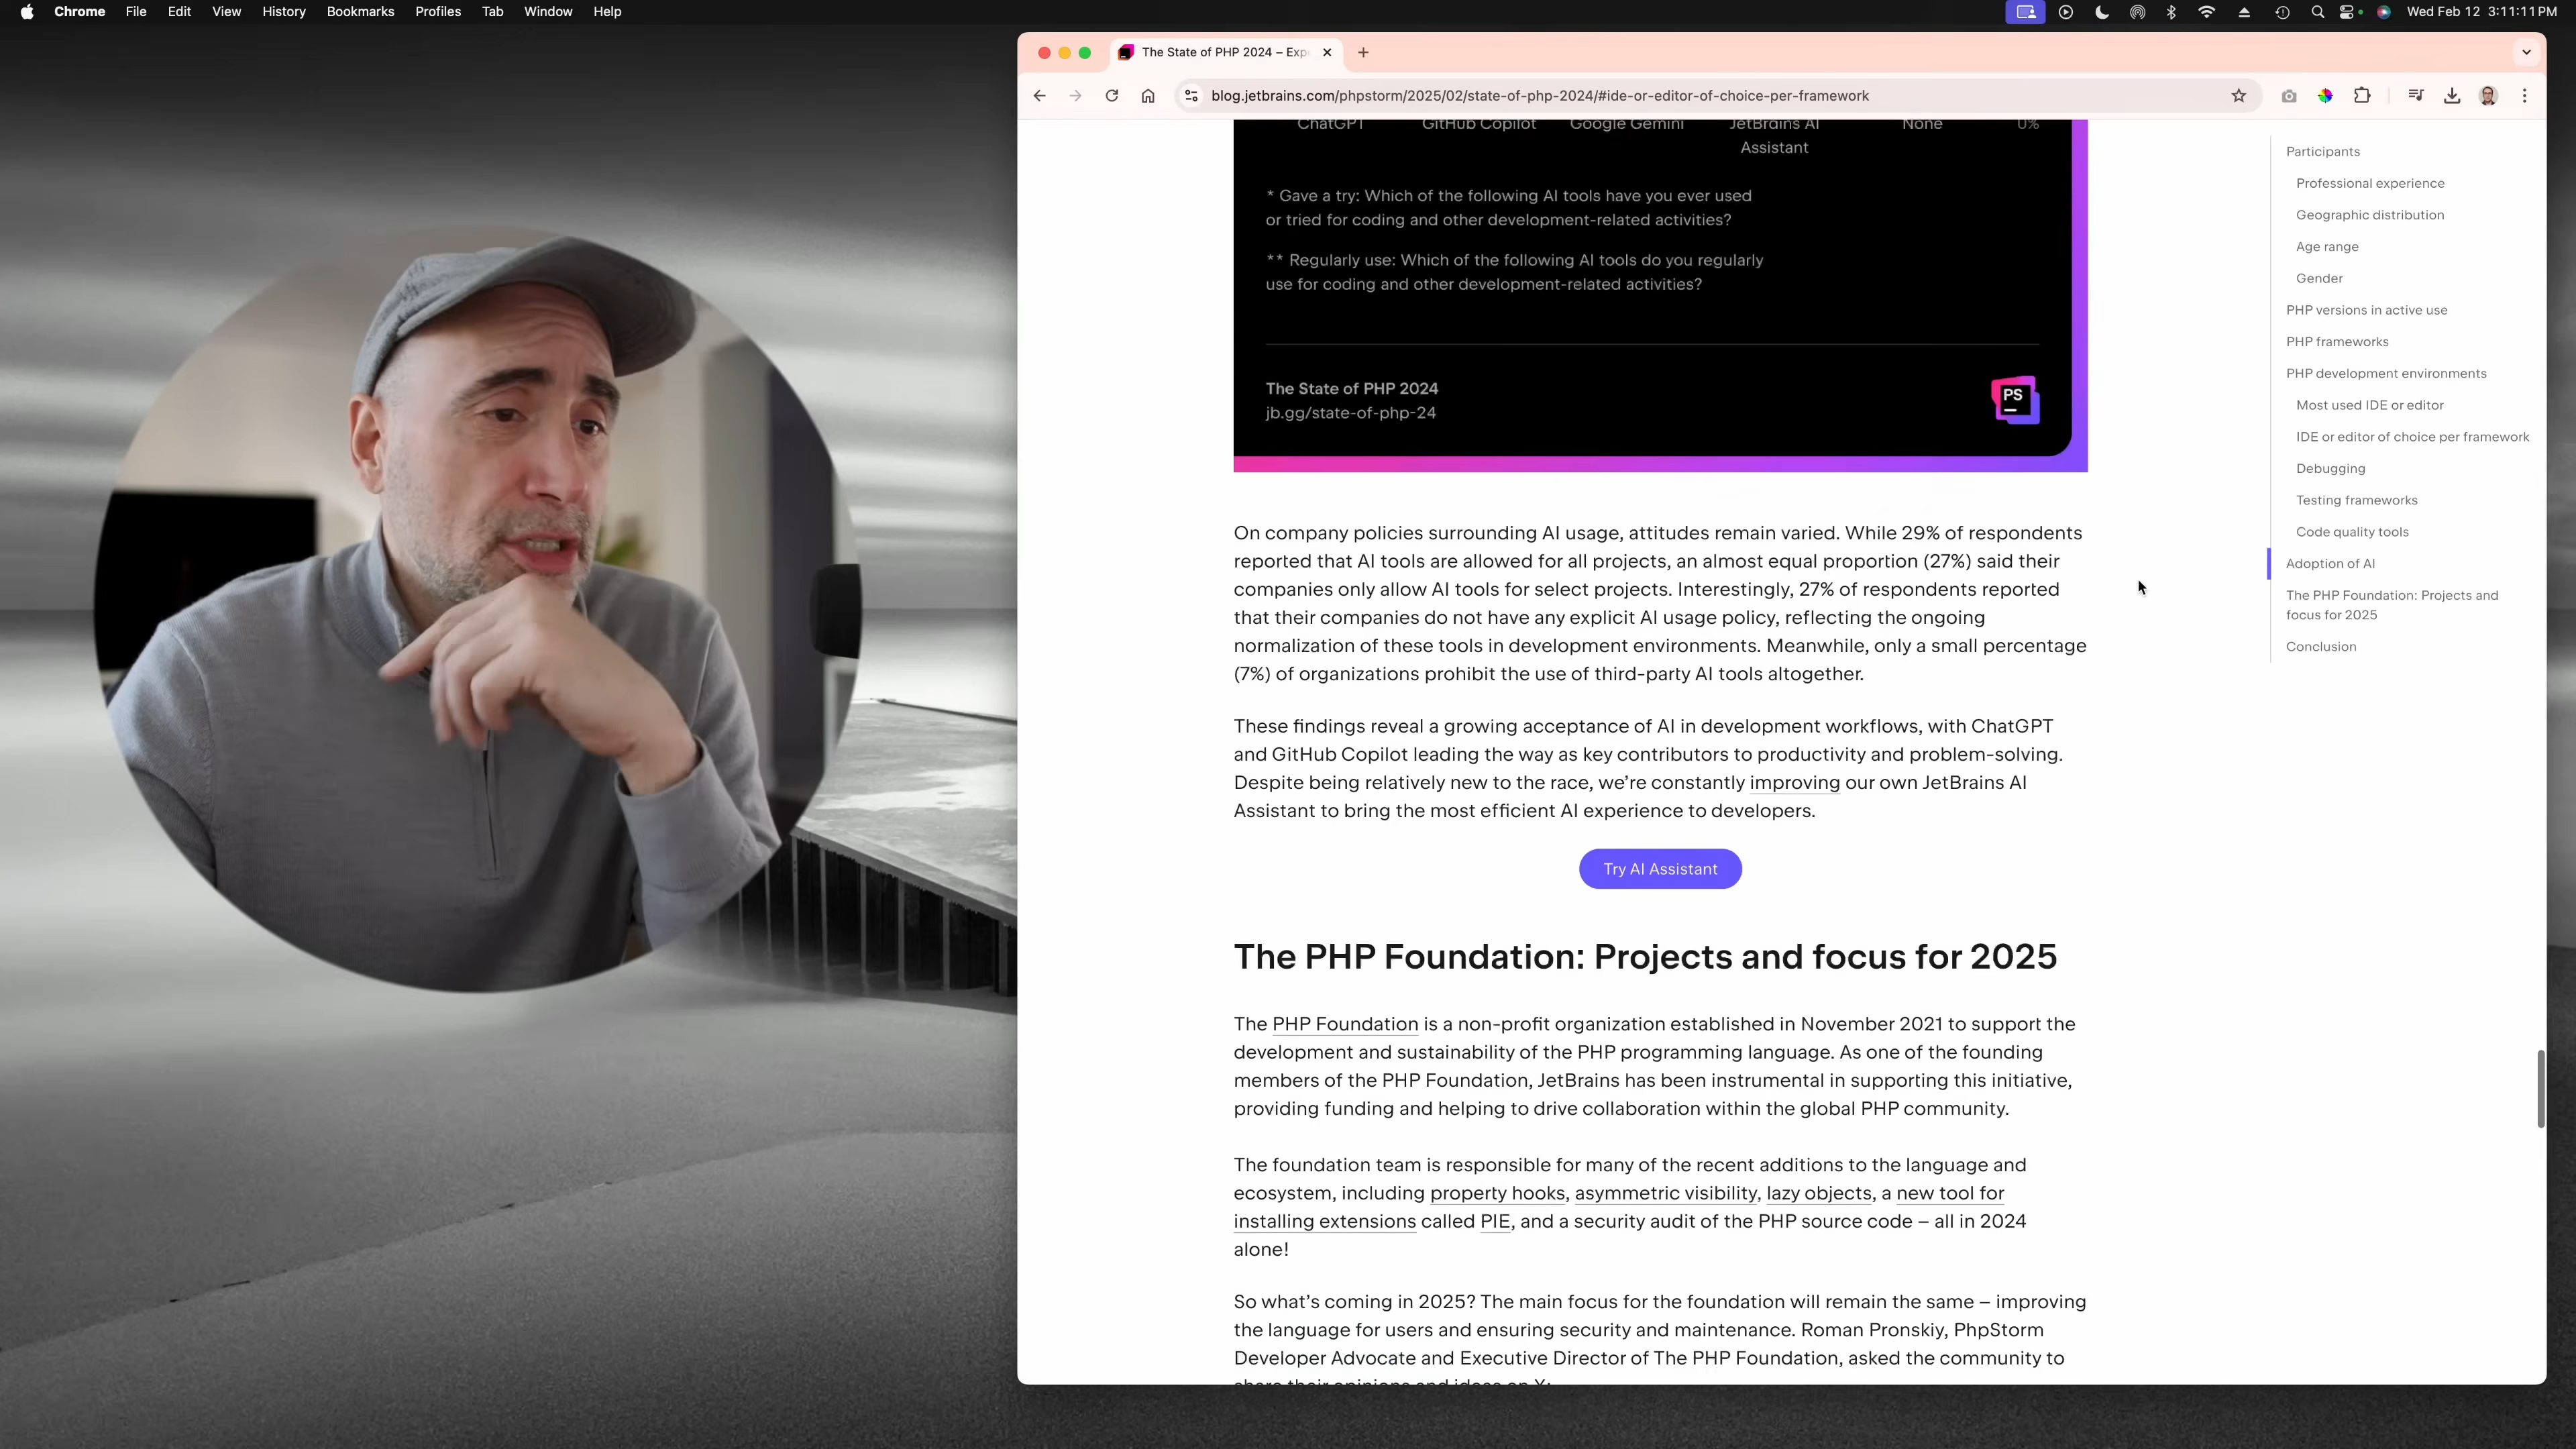 Chrome File Edit View History Bookmarks Profiles Tab Window Help
Wed Feb 12 3:11:11 PM
The State of PHP 2024 – Exp
blog.jetbrains.com/phpstorm/2025/02/state-of-php-2024/#ide-or-editor-of-choice-per-framework
ChatGPT GitHub Copilot Google Gemini JetBrains AI None 0%
Assistant
* Gave a try: Which of the following AI tools have you ever used
or tried for coding and other development-related activities?
** Regularly use: Which of the following AI tools do you regularly
use for coding and other development-related activities?
The State of PHP 2024
jb.gg/state-of-php-24
PS
On company policies surrounding AI usage, attitudes remain varied. While 29% of respondents
reported that AI tools are allowed for all projects, an almost equal proportion (27%) said their
companies only allow AI tools for select projects. Interestingly, 27% of respondents reported
that their companies do not have any explicit AI usage policy, reflecting the ongoing
normalization of these tools in development environments. Meanwhile, only a small percentage
(7%) of organizations prohibit the use of third-party AI tools altogether.
These findings reveal a growing acceptance of AI in development workflows, with ChatGPT
and GitHub Copilot leading the way as key contributors to productivity and problem-solving.
Despite being relatively new to the race, we’re constantly improving our own JetBrains AI
Assistant to bring the most efficient AI experience to developers.
Try AI Assistant
The PHP Foundation: Projects and focus for 2025
The PHP Foundation is a non-profit organization established in November 2021 to support the
development and sustainability of the PHP programming language. As one of the founding
members of the PHP Foundation, JetBrains has been instrumental in supporting this initiative,
providing funding and helping to drive collaboration within the global PHP community.
The foundation team is responsible for many of the recent additions to the language and
ecosystem, including property hooks, asymmetric visibility, lazy objects, a new tool for
installing extensions called PIE, and a security audit of the PHP source code – all in 2024
alone!
So what’s coming in 2025? The main focus for the foundation will remain the same – improving
the language for users and ensuring security and maintenance. Roman Pronskiy, PhpStorm
Developer Advocate and Executive Director of The PHP Foundation, asked the community to
share their opinions and ideas on X:
Participants
Professional experience
Geographic distribution
Age range
Gender
PHP versions in active use
PHP frameworks
PHP development environments
Most used IDE or editor
IDE or editor of choice per framework
Debugging
Testing frameworks
Code quality tools
Adoption of AI
The PHP Foundation: Projects and
focus for 2025
Conclusion